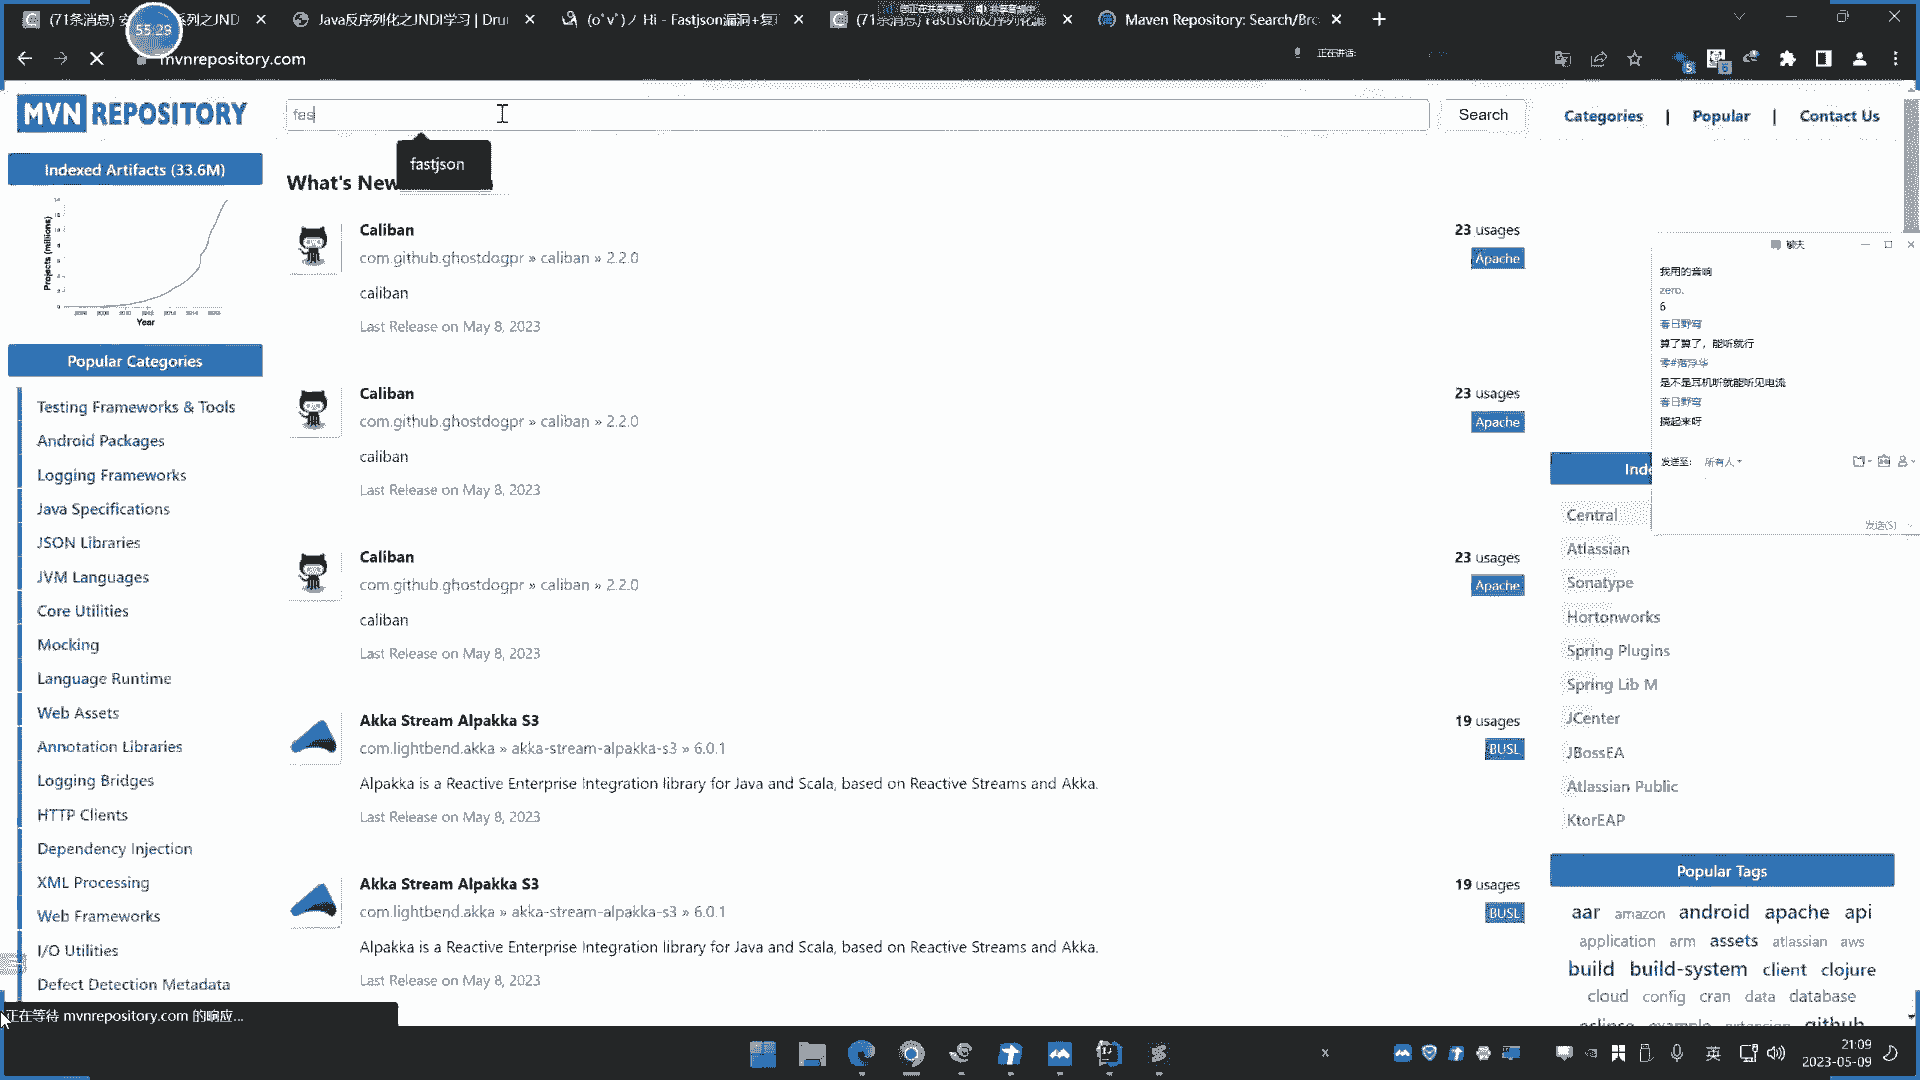 (71条消息) 安 系列之JND
Java反序列化之JNDI学习 | Dru
(o°v°)ノ Hi - Fastjson漏洞+复
(71条消息) Fastjson反序列化漏
Maven Repository: Search/Bro
55:29
mvnrepository.com
正在讲话:
MVN REPOSITORY
fas
Search
Categories | Popular | Contact Us
fastjson
Indexed Artifacts (33.6M)
Projects (millions)
Year
Popular Categories
Testing Frameworks & Tools
Android Packages
Logging Frameworks
Java Specifications
JSON Libraries
JVM Languages
Core Utilities
Mocking
Language Runtime
Web Assets
Annotation Libraries
Logging Bridges
HTTP Clients
Dependency Injection
XML Processing
Web Frameworks
I/O Utilities
Defect Detection Metadata
What's New
Caliban
23 usages
com.github.ghostdogpr » caliban » 2.2.0
Apache
caliban
Last Release on May 8, 2023
Caliban
23 usages
com.github.ghostdogpr » caliban » 2.2.0
Apache
caliban
Last Release on May 8, 2023
Caliban
23 usages
com.github.ghostdogpr » caliban » 2.2.0
Apache
caliban
Last Release on May 8, 2023
Akka Stream Alpakka S3
19 usages
com.lightbend.akka » akka-stream-alpakka-s3 » 6.0.1
BUSL
Alpakka is a Reactive Enterprise Integration library for Java and Scala, based on Reactive Streams and Akka.
Last Release on May 8, 2023
Akka Stream Alpakka S3
19 usages
com.lightbend.akka » akka-stream-alpakka-s3 » 6.0.1
BUSL
Alpakka is a Reactive Enterprise Integration library for Java and Scala, based on Reactive Streams and Akka.
Last Release on May 8, 2023
我用的音响
zero.
6
春日野穹
算了算了，能听就行
是不是耳机听就能听见电流
春日野穹
搞起来呀
发送至: 所有人
发送(S)
Inde
Central
Atlassian
Sonatype
Hortonworks
Spring Plugins
Spring Lib M
JCenter
JBossEA
Atlassian Public
KtorEAP
Popular Tags
aar amazon android apache api
application arm assets atlassian aws
build build-system client clojure
cloud config cran data database
eclipse example extension github
正在等待 mvnrepository.com 的响应...
英
21:09
2023-05-09